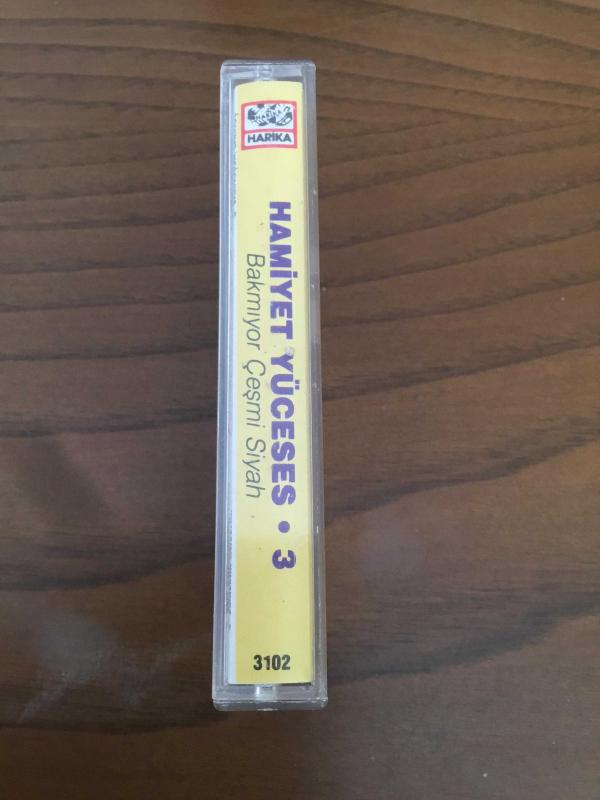 HARİKA
HAMİYET YÜCESES • 3
Bakmıyor Çeşmi Siyah
3102